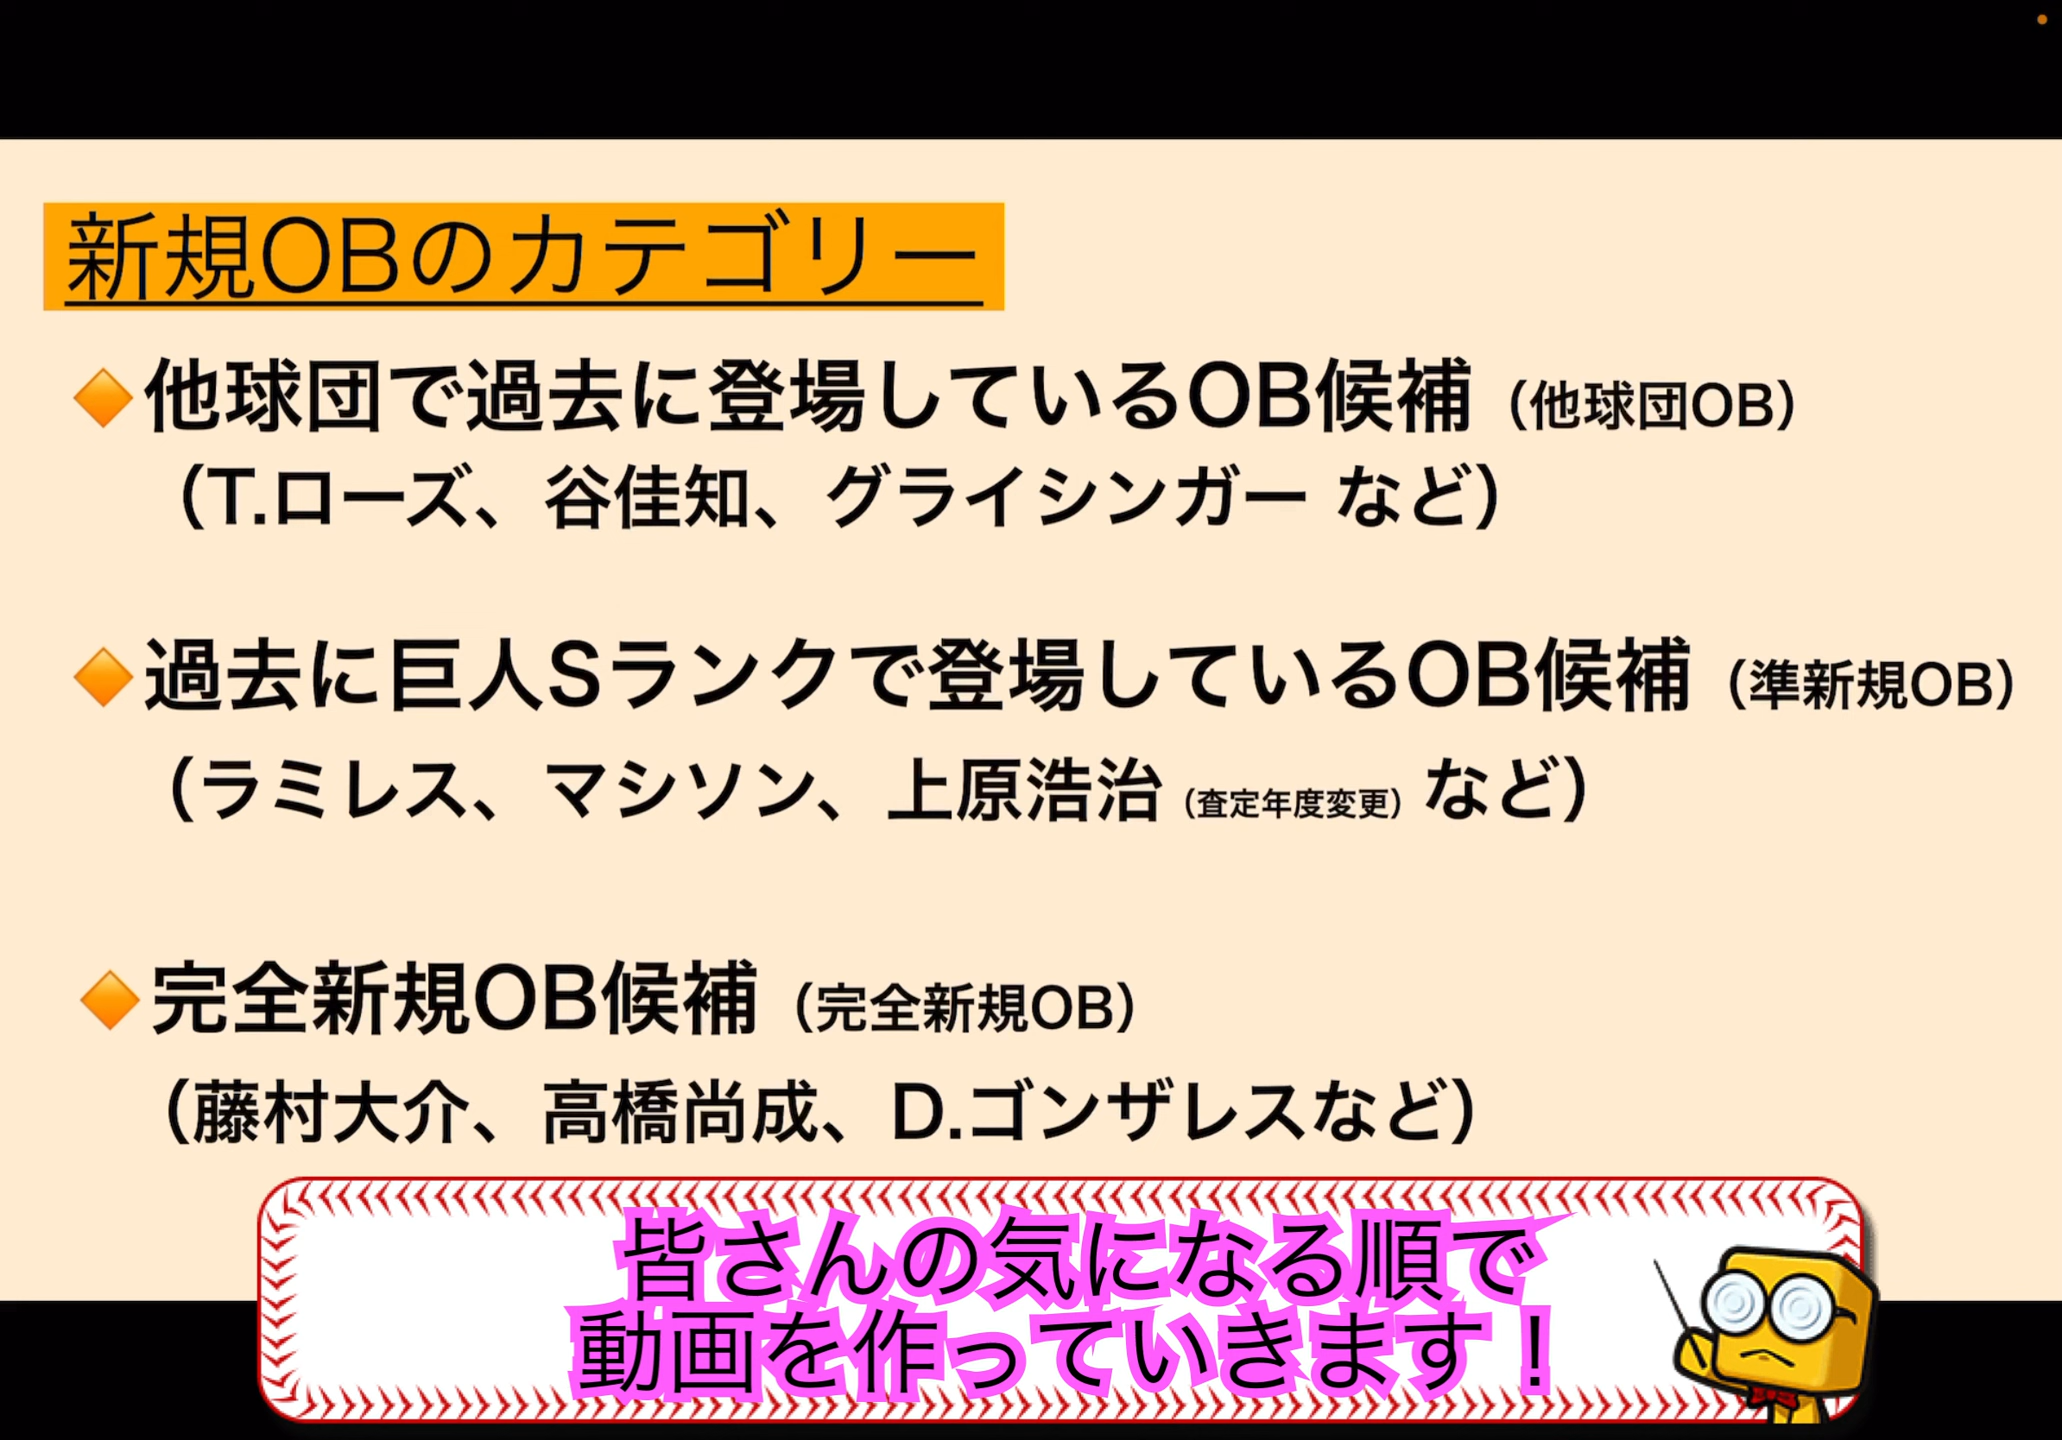 新規OBのカテゴリー
🔶他球団で過去に登場しているOB候補（他球団OB）
（T.ローズ、谷佳知、グライシンガー など）
🔶過去に巨人Sランクで登場しているOB候補（準新規OB）
（ラミレス、マシソン、上原浩治（査定年度変更）など）
🔶完全新規OB候補（完全新規OB）
（藤村大介、高橋尚成、D.ゴンザレスなど）
皆さんの気になる順で
動画を作っていきます！